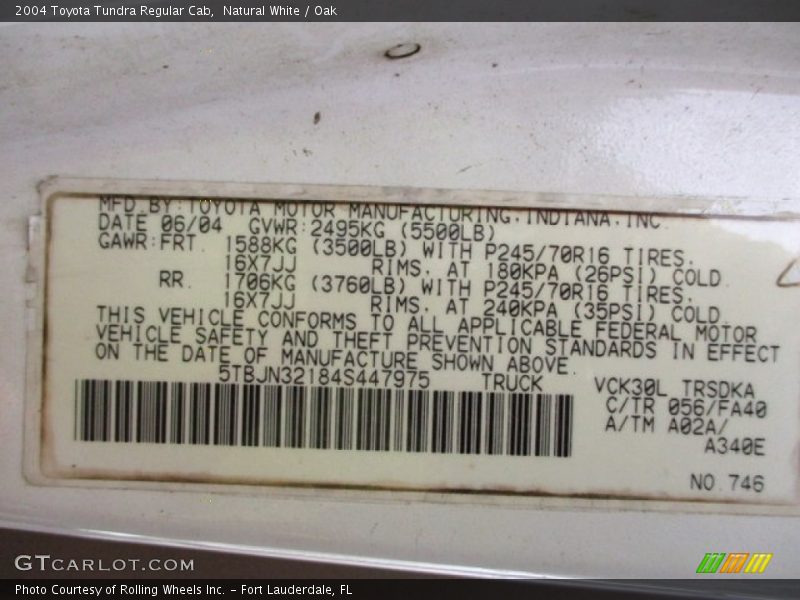 2004 Toyota Tundra Regular Cab,  Natural White / Oak
MFD BY:TOYOTA MOTOR MANUFACTURING,INDIANA,INC.
DATE 06/04 GVWR:2495KG (5500LB)
GAWR:FRT. 1588KG (3500LB) WITH P245/70R16 TIRES.
16X7JJ RIMS, AT 180KPA (26PSI) COLD.
RR. 1706KG (3760LB) WITH P245/70R16 TIRES.
16X7JJ RIMS, AT 240KPA (35PSI) COLD.
THIS VEHICLE CONFORMS TO ALL APPLICABLE FEDERAL MOTOR
VEHICLE SAFETY AND THEFT PREVENTION STANDARDS IN EFFECT
ON THE DATE OF MANUFACTURE SHOWN ABOVE.
5TBJN32184S447975 TRUCK VCK30L TRSDKA
C/TR 056/FA40
A/TM A02A/
A340E
NO.746
GTCARLOT.COM
Photo Courtesy of Rolling Wheels Inc. – Fort Lauderdale, FL